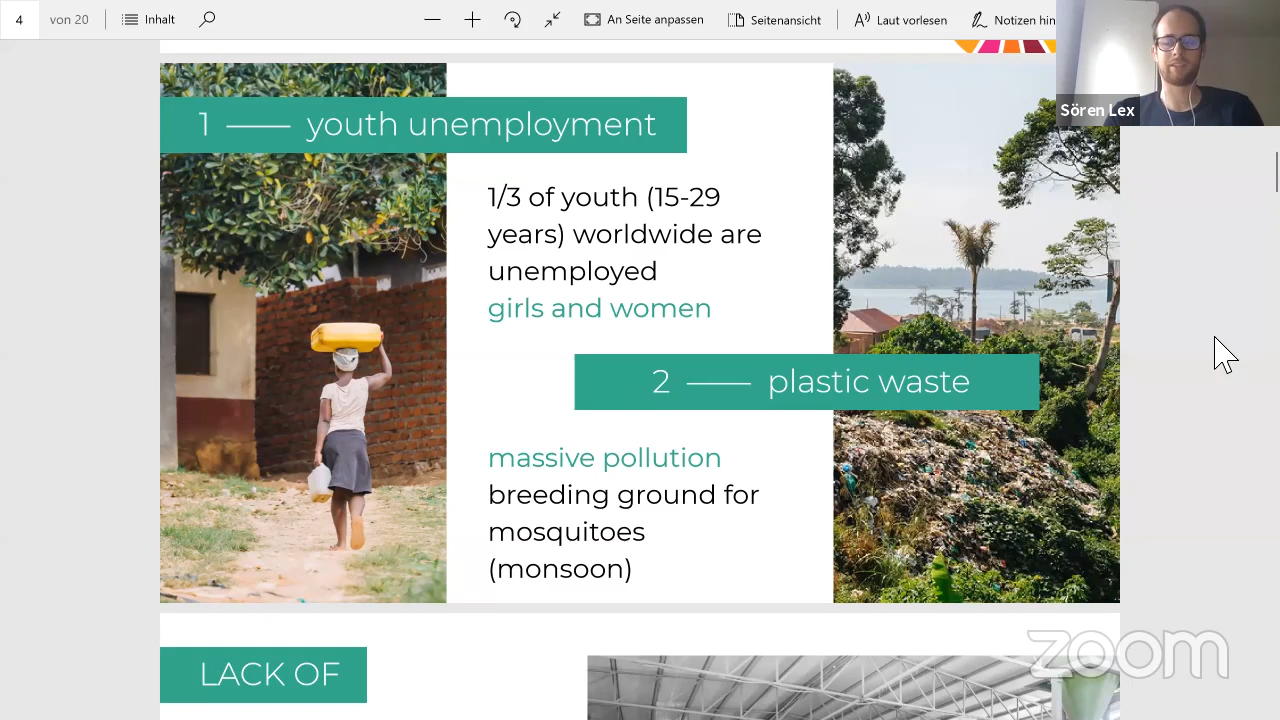 4 von 20 Inhalt An Seite anpassen Seitenansicht Laut vorlesen Notizen hin
Sören Lex
1 youth unemployment
1/3 of youth (15-29
years) worldwide are
unemployed
girls and women
2 plastic waste
massive pollution
breeding ground for
mosquitoes
(monsoon)
LACK OF
zoom